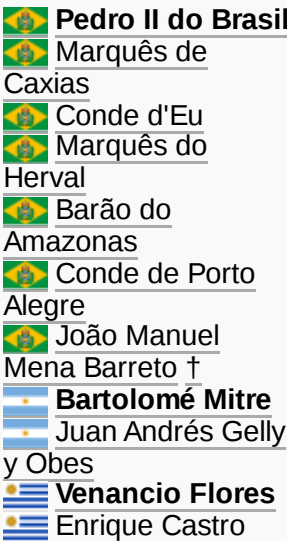 Pedro II do Brasil
Marquês de
Caxias
Conde d'Eu
Marquês do
Herval
Barão do
Amazonas
Conde de Porto
Alegre
João Manuel
Mena Barreto †
Bartolomé Mitre
Juan Andrés Gelly
y Obes
Venancio Flores
Enrique Castro